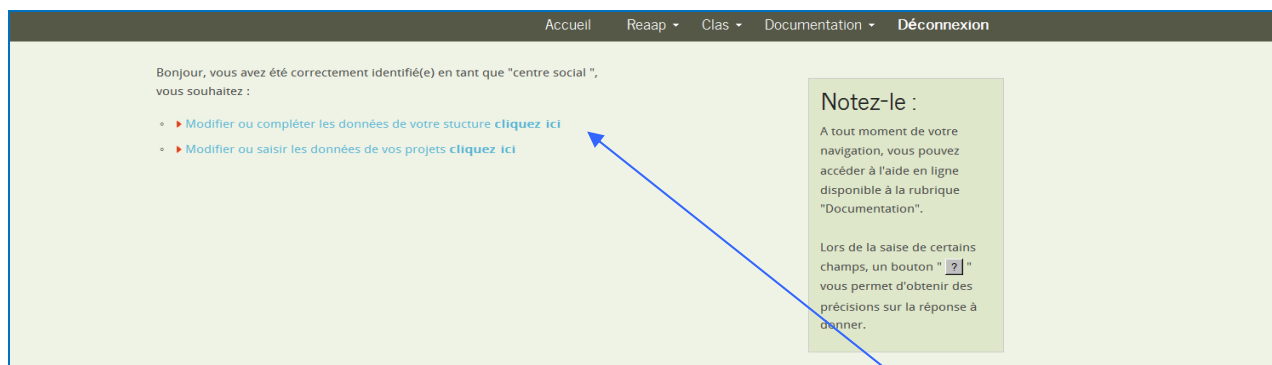 Accueil Reaap Clas Documentation Déconnexion
Bonjour, vous avez été correctement identifié(e) en tant que "centre social ",
vous souhaitez :
Modifier ou compléter les données de votre stucture cliquez ici
Modifier ou saisir les données de vos projets cliquez ici
Notez-le :
A tout moment de votre
navigation, vous pouvez
accéder à l'aide en ligne
disponible à la rubrique
"Documentation".
Lors de la saise de certains
champs, un bouton " ? "
vous permet d'obtenir des
précisions sur la réponse à
donner.